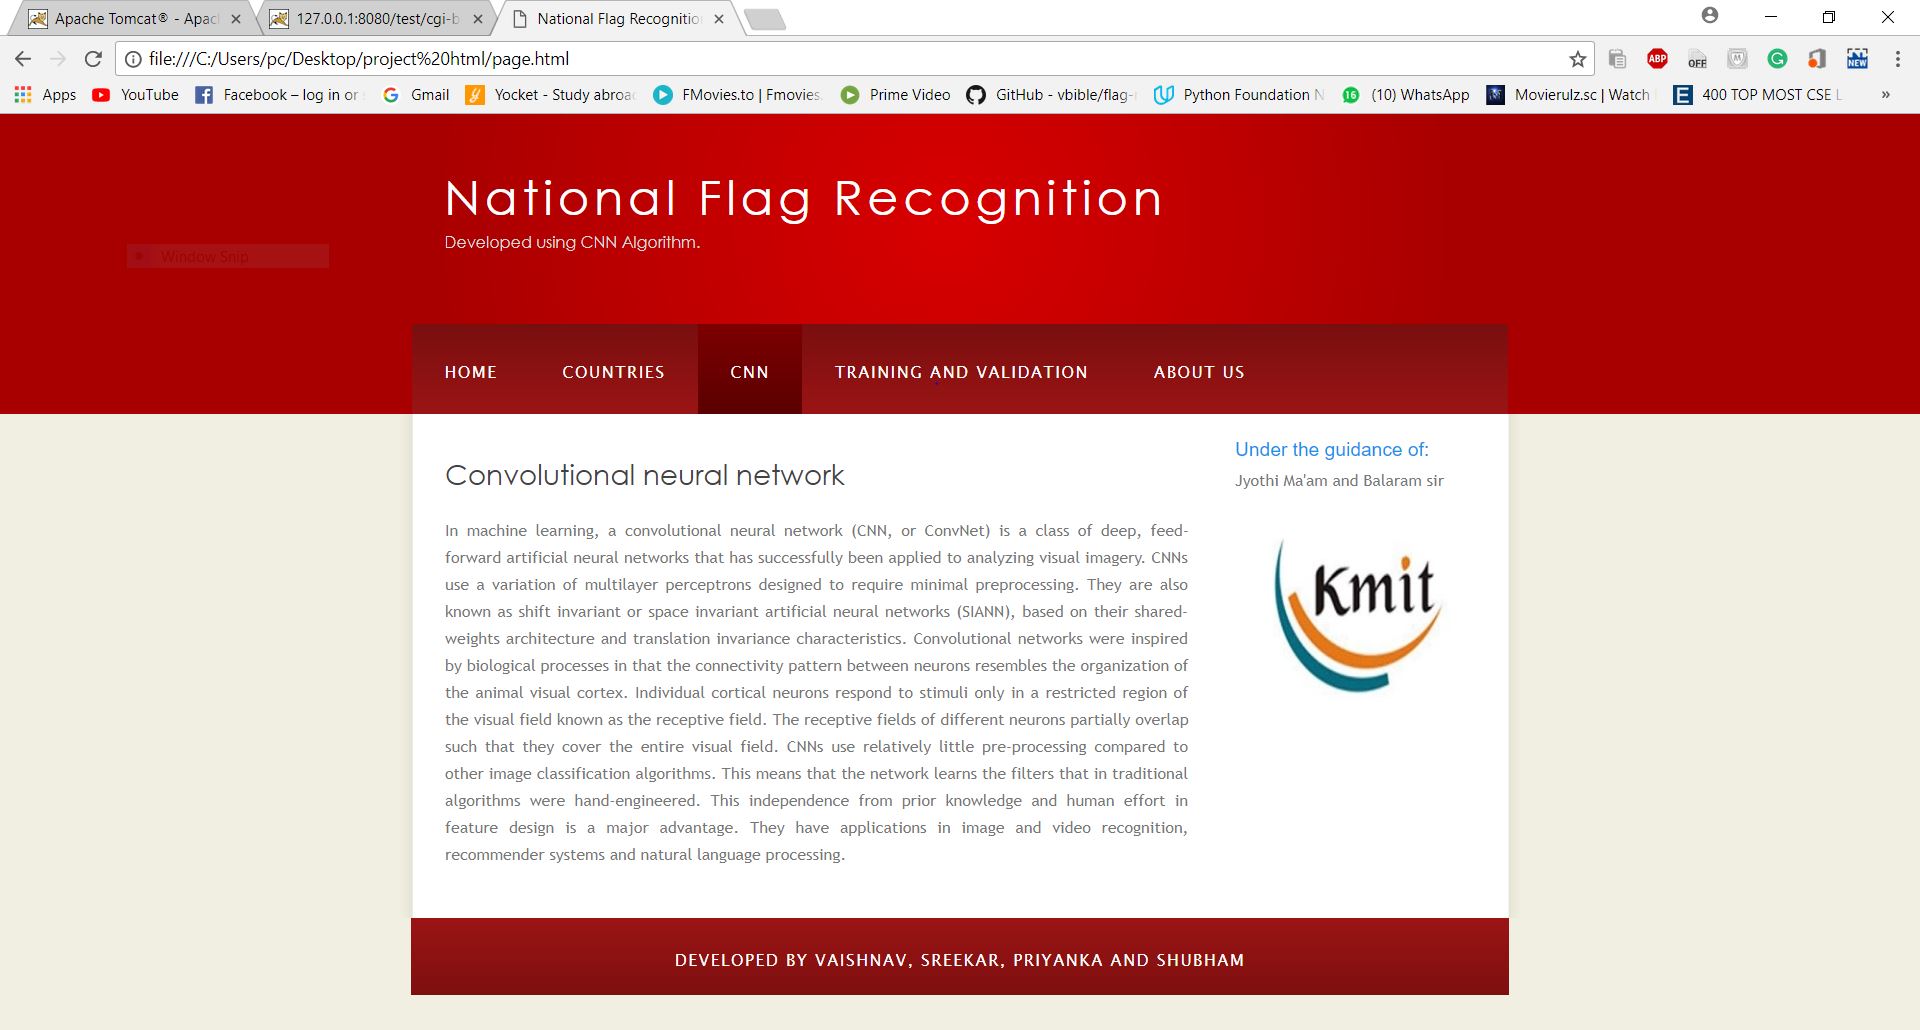 Apache Tomcat® - Apac
127.0.0.1:8080/test/cgi-b
National Flag Recognitio
file:///C:/Users/pc/Desktop/project%20html/page.html
ABP
OFF
NEW
Apps
YouTube
Facebook – log in or
Gmail
Yocket - Study abroa
FMovies.to | Fmovies.
Prime Video
GitHub - vbible/flag-
Python Foundation N
16
(10) WhatsApp
Movierulz.sc | Watch
400 TOP MOST CSE L
»
National Flag Recognition
Developed using CNN Algorithm.
Window Snip
HOME
COUNTRIES
CNN
TRAINING AND VALIDATION
ABOUT US
Convolutional neural network
In machine learning, a convolutional neural network (CNN, or ConvNet) is a class of deep, feed-
forward artificial neural networks that has successfully been applied to analyzing visual imagery. CNNs
use a variation of multilayer perceptrons designed to require minimal preprocessing. They are also
known as shift invariant or space invariant artificial neural networks (SIANN), based on their shared-
weights architecture and translation invariance characteristics. Convolutional networks were inspired
by biological processes in that the connectivity pattern between neurons resembles the organization of
the animal visual cortex. Individual cortical neurons respond to stimuli only in a restricted region of
the visual field known as the receptive field. The receptive fields of different neurons partially overlap
such that they cover the entire visual field. CNNs use relatively little pre-processing compared to
other image classification algorithms. This means that the network learns the filters that in traditional
algorithms were hand-engineered. This independence from prior knowledge and human effort in
feature design is a major advantage. They have applications in image and video recognition,
recommender systems and natural language processing.
Under the guidance of:
Jyothi Ma'am and Balaram sir
Kmit
DEVELOPED BY VAISHNAV, SREEKAR, PRIYANKA AND SHUBHAM